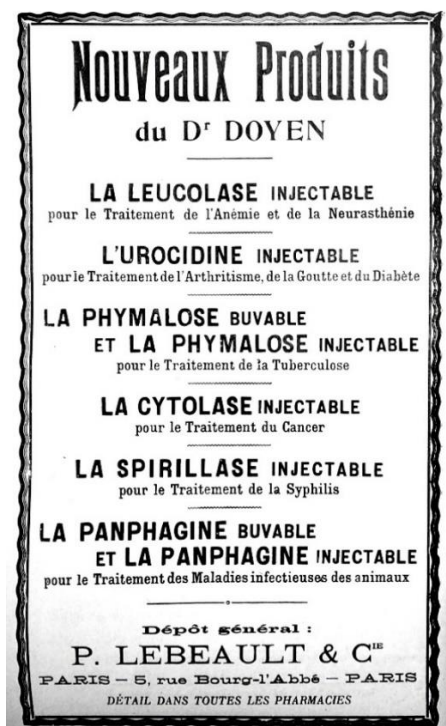 Nouveaux Produits
du Dr DOYEN
LA LEUCOLASE INJECTABLE
pour le Traitement de l'Anémie et de la Neurasthénie
L'UROCIDINE INJECTABLE
pour le Traitement de l'Arthritisme, de la Goutte et du Diabète
LA PHYMALOSE BUVABLE
ET LA PHYMALOSE INJECTABLE
pour le Traitement de la Tuberculose
LA CYTOLASE INJECTABLE
pour le Traitement du Cancer
LA SPIRILLASE INJECTABLE
pour le Traitement de la Syphilis
LA PANPHAGINE BUVABLE
ET LA PANPHAGINE INJECTABLE
pour le Traitement des Maladies infectieuses des animaux
Dépôt général :
P. LEBEAULT & CIE
PARIS — 5, rue Bourg-l'Abbé — PARIS
DÉTAIL DANS TOUTES LES PHARMACIES